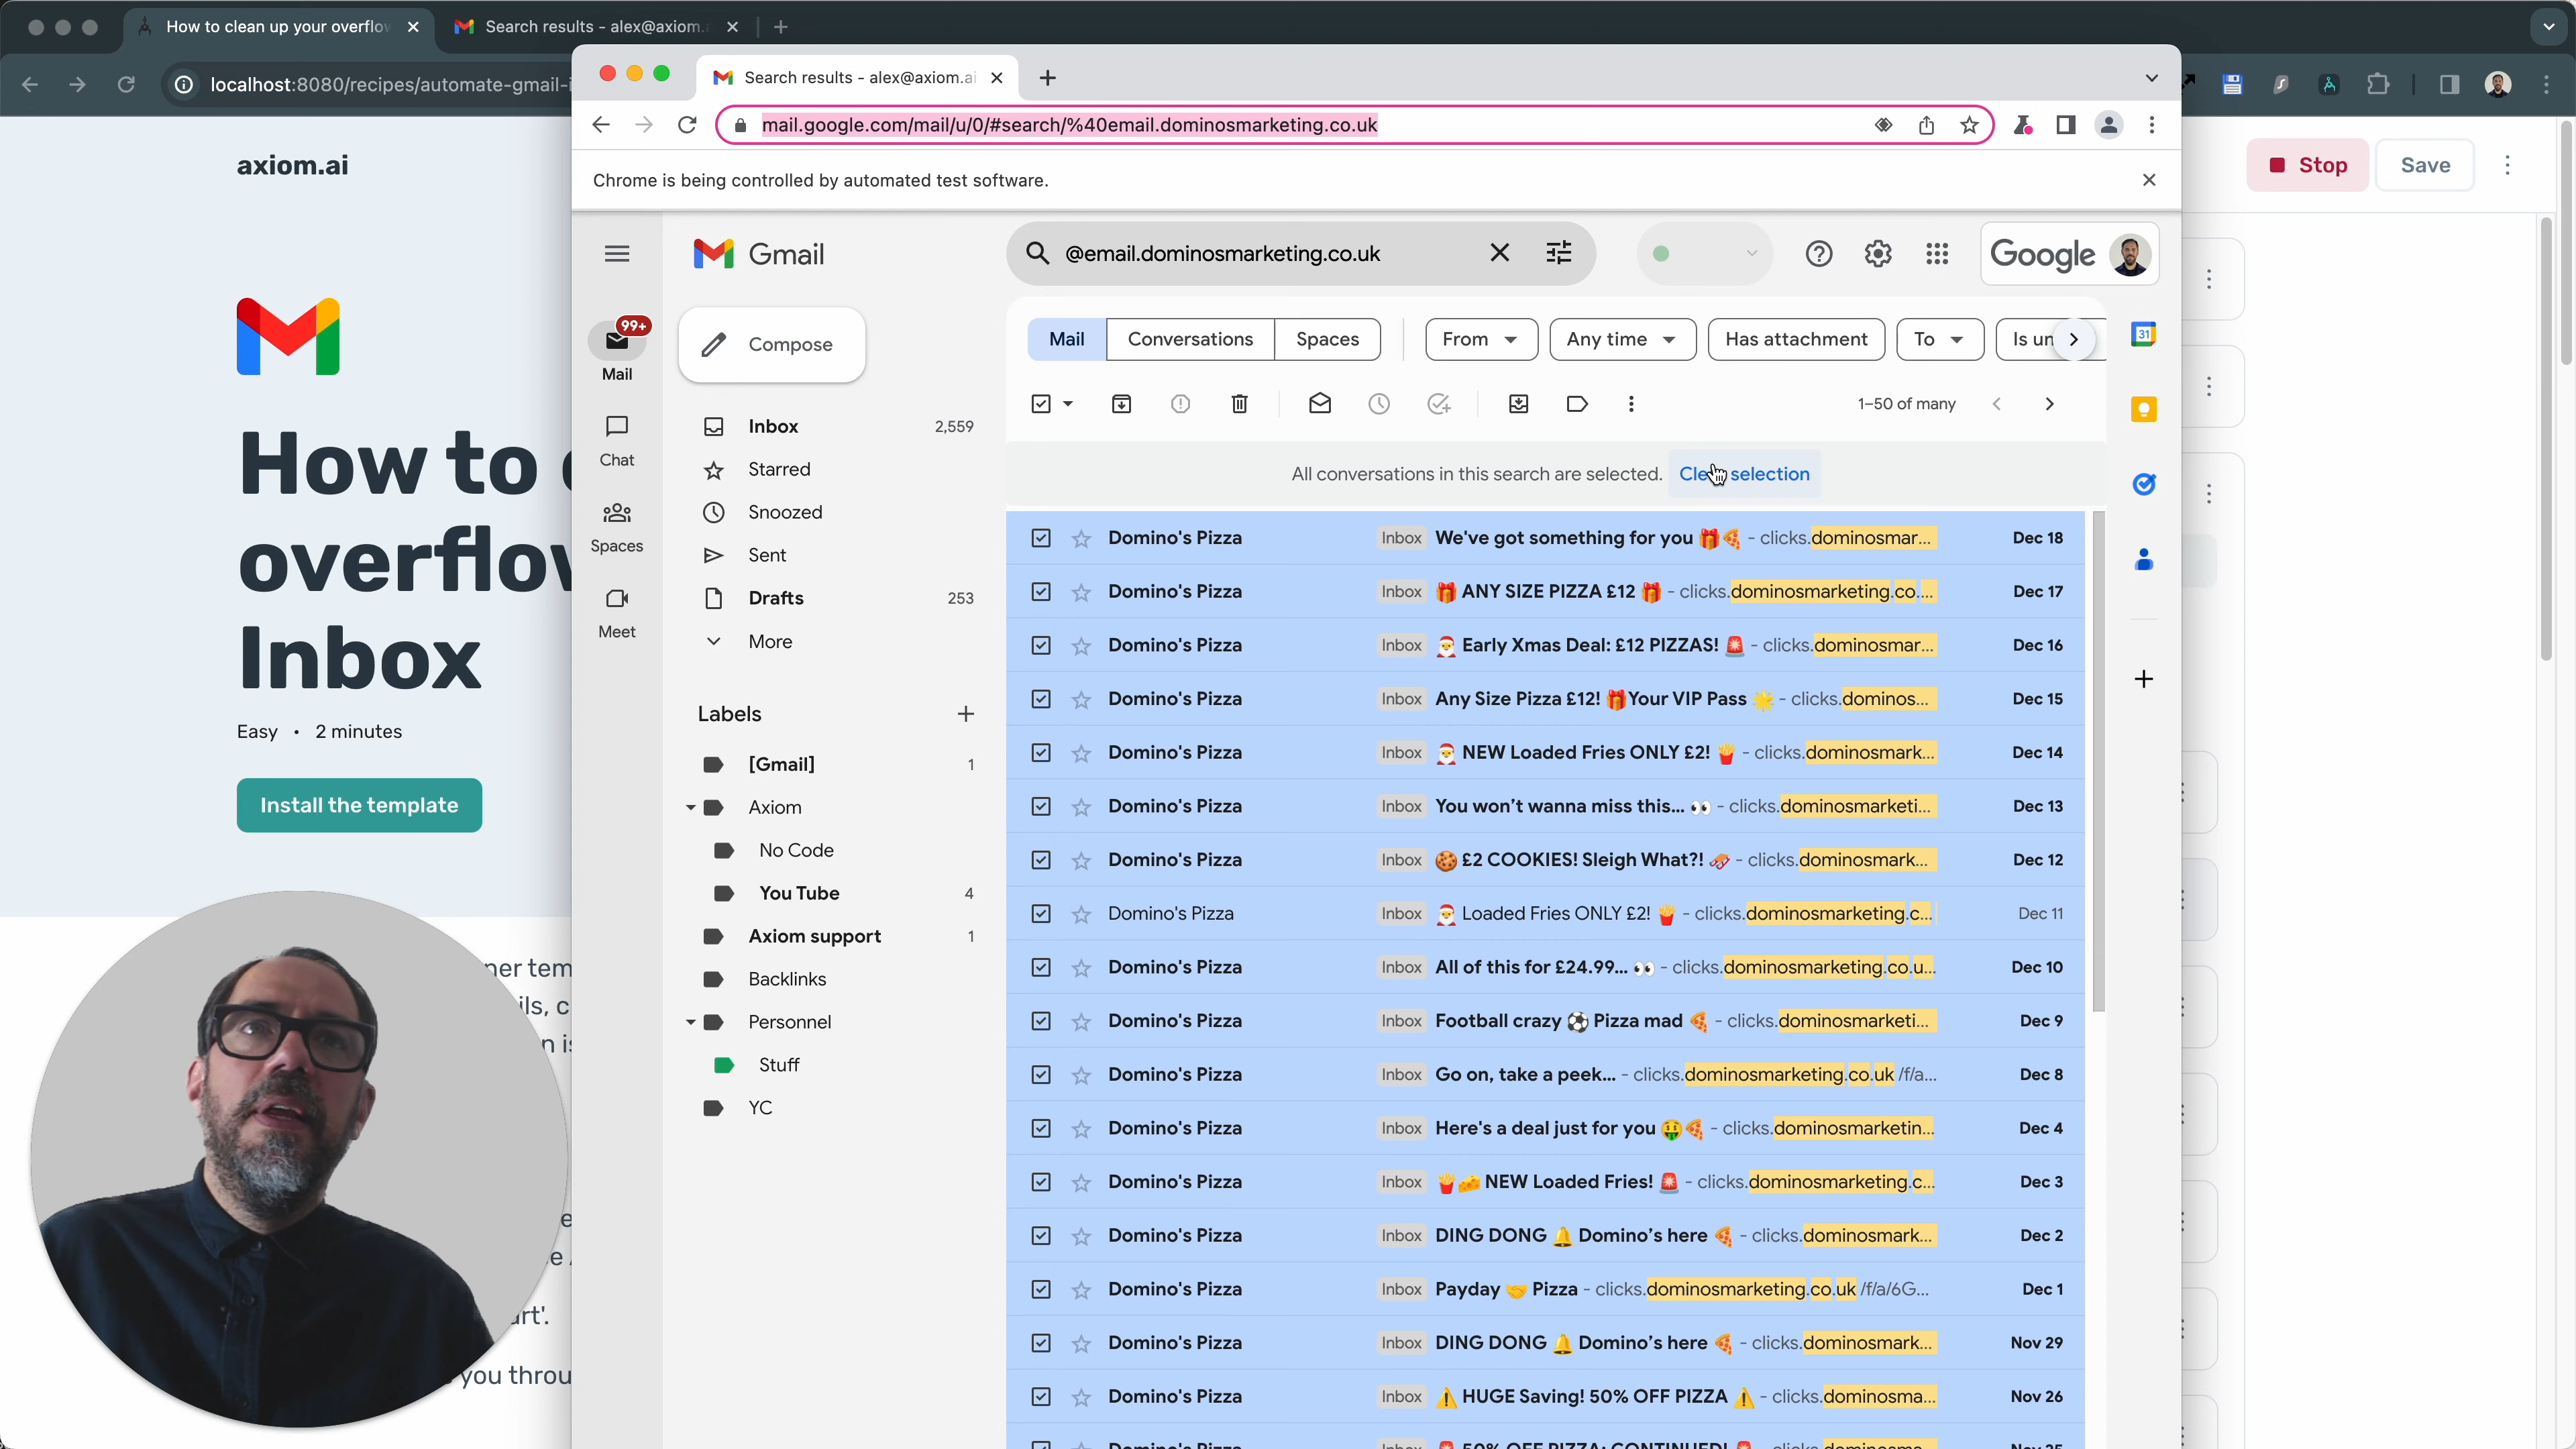 How to clean up your overflow
Search results - alex@axiom.
localhost:8080/recipes/automate-gmail-i
Search results - alex@axiom.ai
mail.google.com/mail/u/0/#search/%40email.dominosmarketing.co.uk
Chrome is being controlled by automated test software.
axiom.ai
Stop
Save
How to
overflow
Inbox
Easy • 2 minutes
Install the template
ner tem
ils, c
you throu
Gmail
@email.dominosmarketing.co.uk
Google
99+
Mail
Chat
Spaces
Meet
Compose
Inbox 2,559
Starred
Snoozed
Sent
Drafts 253
More
Labels
[Gmail] 1
Axiom
No Code
You Tube 4
Axiom support 1
Backlinks
Personnel
Stuff
YC
Mail Conversations Spaces From Any time Has attachment To Is un
1–50 of many
All conversations in this search are selected. selection
Domino's Pizza Inbox We've got something for you 🎁🍕 - clicks.dominosmar... Dec 18
Domino's Pizza Inbox 🎁 ANY SIZE PIZZA £12 🎁 - clicks.dominosmarketing.co.... Dec 17
Domino's Pizza Inbox 🎅 Early Xmas Deal: £12 PIZZAS! 🚨 - clicks.dominosmar... Dec 16
Domino's Pizza Inbox Any Size Pizza £12! 🎁Your VIP Pass 🌟 - clicks.dominos... Dec 15
Domino's Pizza Inbox 🎅 NEW Loaded Fries ONLY £2! 🍟 - clicks.dominosmark... Dec 14
Domino's Pizza Inbox You won’t wanna miss this... 👀 - clicks.dominosmarketi... Dec 13
Domino's Pizza Inbox 🍪 £2 COOKIES! Sleigh What?! 🛷 - clicks.dominosmark... Dec 12
Domino's Pizza Inbox 🎅 Loaded Fries ONLY £2! 🍟 - clicks.dominosmarketing.c... Dec 11
Domino's Pizza Inbox All of this for £24.99... 👀 - clicks.dominosmarketing.co.u... Dec 10
Domino's Pizza Inbox Football crazy ⚽ Pizza mad 🍕 - clicks.dominosmarketi... Dec 9
Domino's Pizza Inbox Go on, take a peek... - clicks.dominosmarketing.co.uk /f/a... Dec 8
Domino's Pizza Inbox Here's a deal just for you 🤑🍕 - clicks.dominosmarketin... Dec 4
Domino's Pizza Inbox 🍟🧀 NEW Loaded Fries! 🚨 - clicks.dominosmarketing.c... Dec 3
Domino's Pizza Inbox DING DONG 🔔 Domino’s here 🍕 - clicks.dominosmark... Dec 2
Domino's Pizza Inbox Payday 🤝 Pizza - clicks.dominosmarketing.co.uk /f/a/6G... Dec 1
Domino's Pizza Inbox DING DONG 🔔 Domino’s here 🍕 - clicks.dominosmark... Nov 29
Domino's Pizza Inbox ⚠️ HUGE Saving! 50% OFF PIZZA ⚠️ - clicks.dominosma... Nov 26